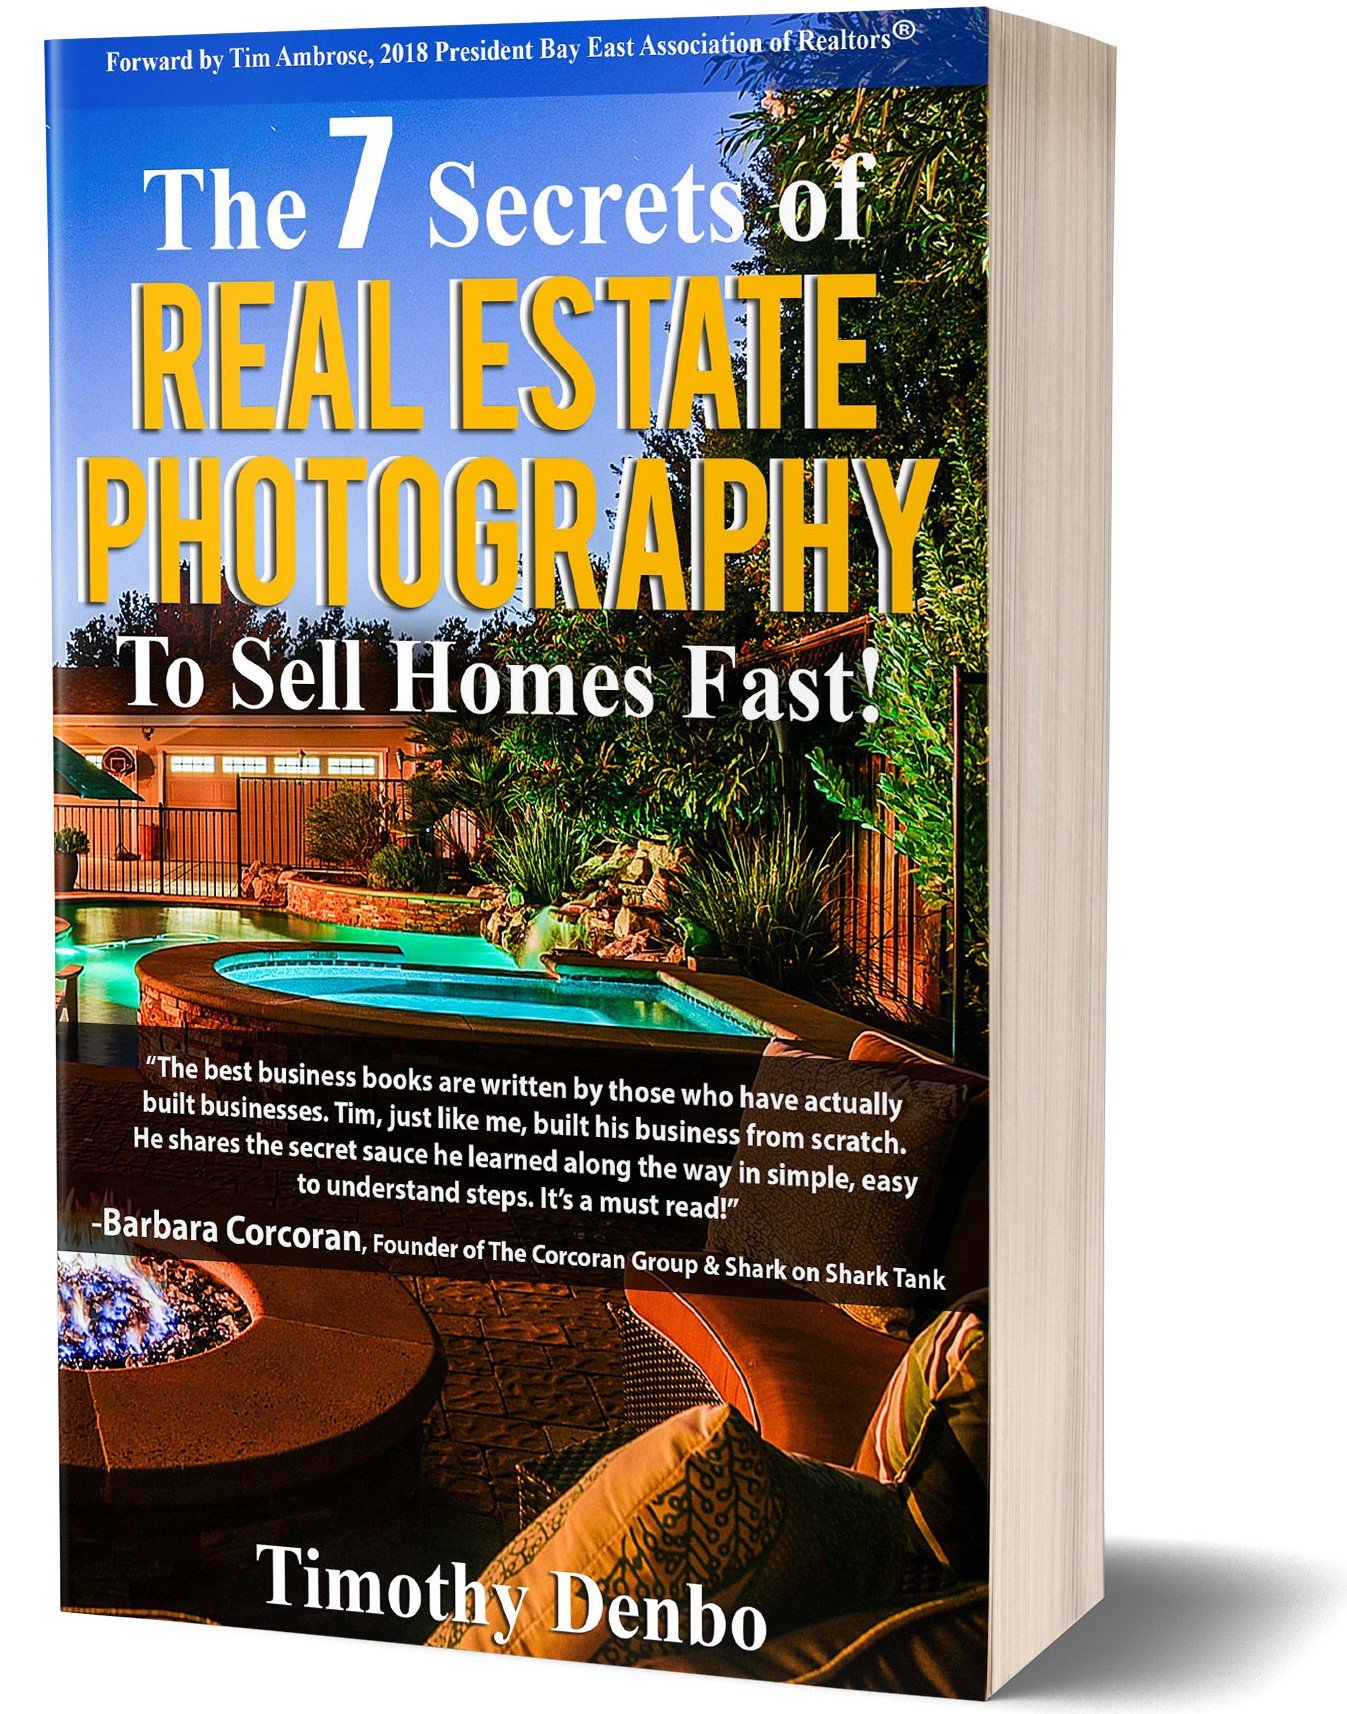 Forward by Tim Ambrose, 2018 President Bay East Association of Realtors®
The 7 Secrets of
REAL ESTATE
PHOTOGRAPHY
To Sell Homes Fast!
“The best business books are written by those who have actually
built businesses. Tim, just like me, built his business from scratch.
He shares the secret sauce he learned along the way in simple, easy
to understand steps. It’s a must read!”
-Barbara Corcoran, Founder of The Corcoran Group & Shark on Shark Tank
Timothy Denbo